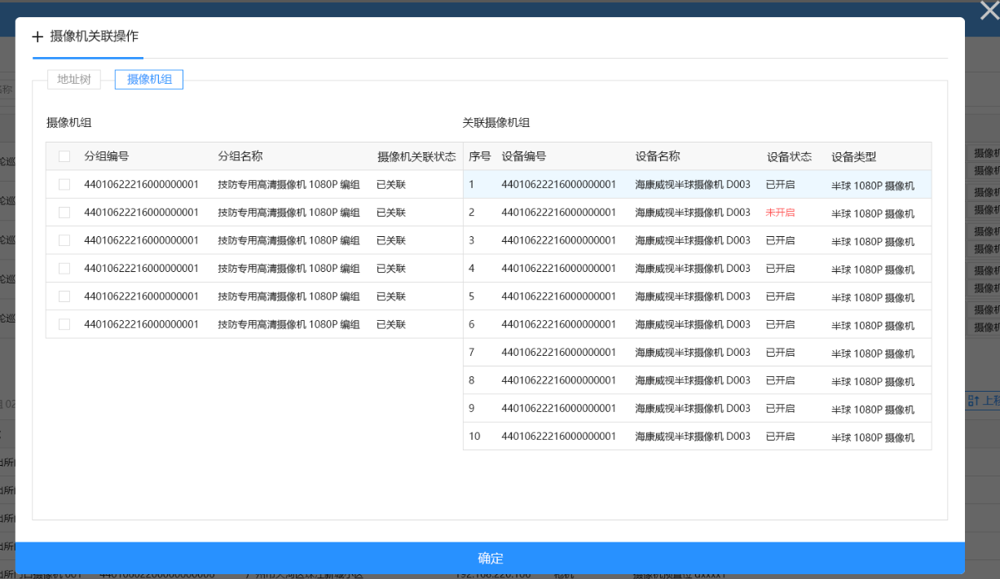 摄像机关联操作
地址树 摄像机组
摄像机组 关联摄像机组
分组编号 分组名称 摄像机关联状态 序号 设备编号 设备名称 设备状态 设备类型
44010622216000000001 技防专用高清摄像机 1080P 编组 已关联 1 44010622216000000001 海康威视半球摄像机 D003 已开启 半球 1080P 摄像机
44010622216000000001 技防专用高清摄像机 1080P 编组 已关联 2 44010622216000000001 海康威视半球摄像机 D003 未开启 半球 1080P 摄像机
44010622216000000001 技防专用高清摄像机 1080P 编组 已关联 3 44010622216000000001 海康威视半球摄像机 D003 已开启 半球 1080P 摄像机
44010622216000000001 技防专用高清摄像机 1080P 编组 已关联 4 44010622216000000001 海康威视半球摄像机 D003 已开启 半球 1080P 摄像机
44010622216000000001 技防专用高清摄像机 1080P 编组 已关联 5 44010622216000000001 海康威视半球摄像机 D003 已开启 半球 1080P 摄像机
44010622216000000001 技防专用高清摄像机 1080P 编组 已关联 6 44010622216000000001 海康威视半球摄像机 D003 已开启 半球 1080P 摄像机
7 44010622216000000001 海康威视半球摄像机 D003 已开启 半球 1080P 摄像机
8 44010622216000000001 海康威视半球摄像机 D003 已开启 半球 1080P 摄像机
9 44010622216000000001 海康威视半球摄像机 D003 已开启 半球 1080P 摄像机
10 44010622216000000001 海康威视半球摄像机 D003 已开启 半球 1080P 摄像机
确定